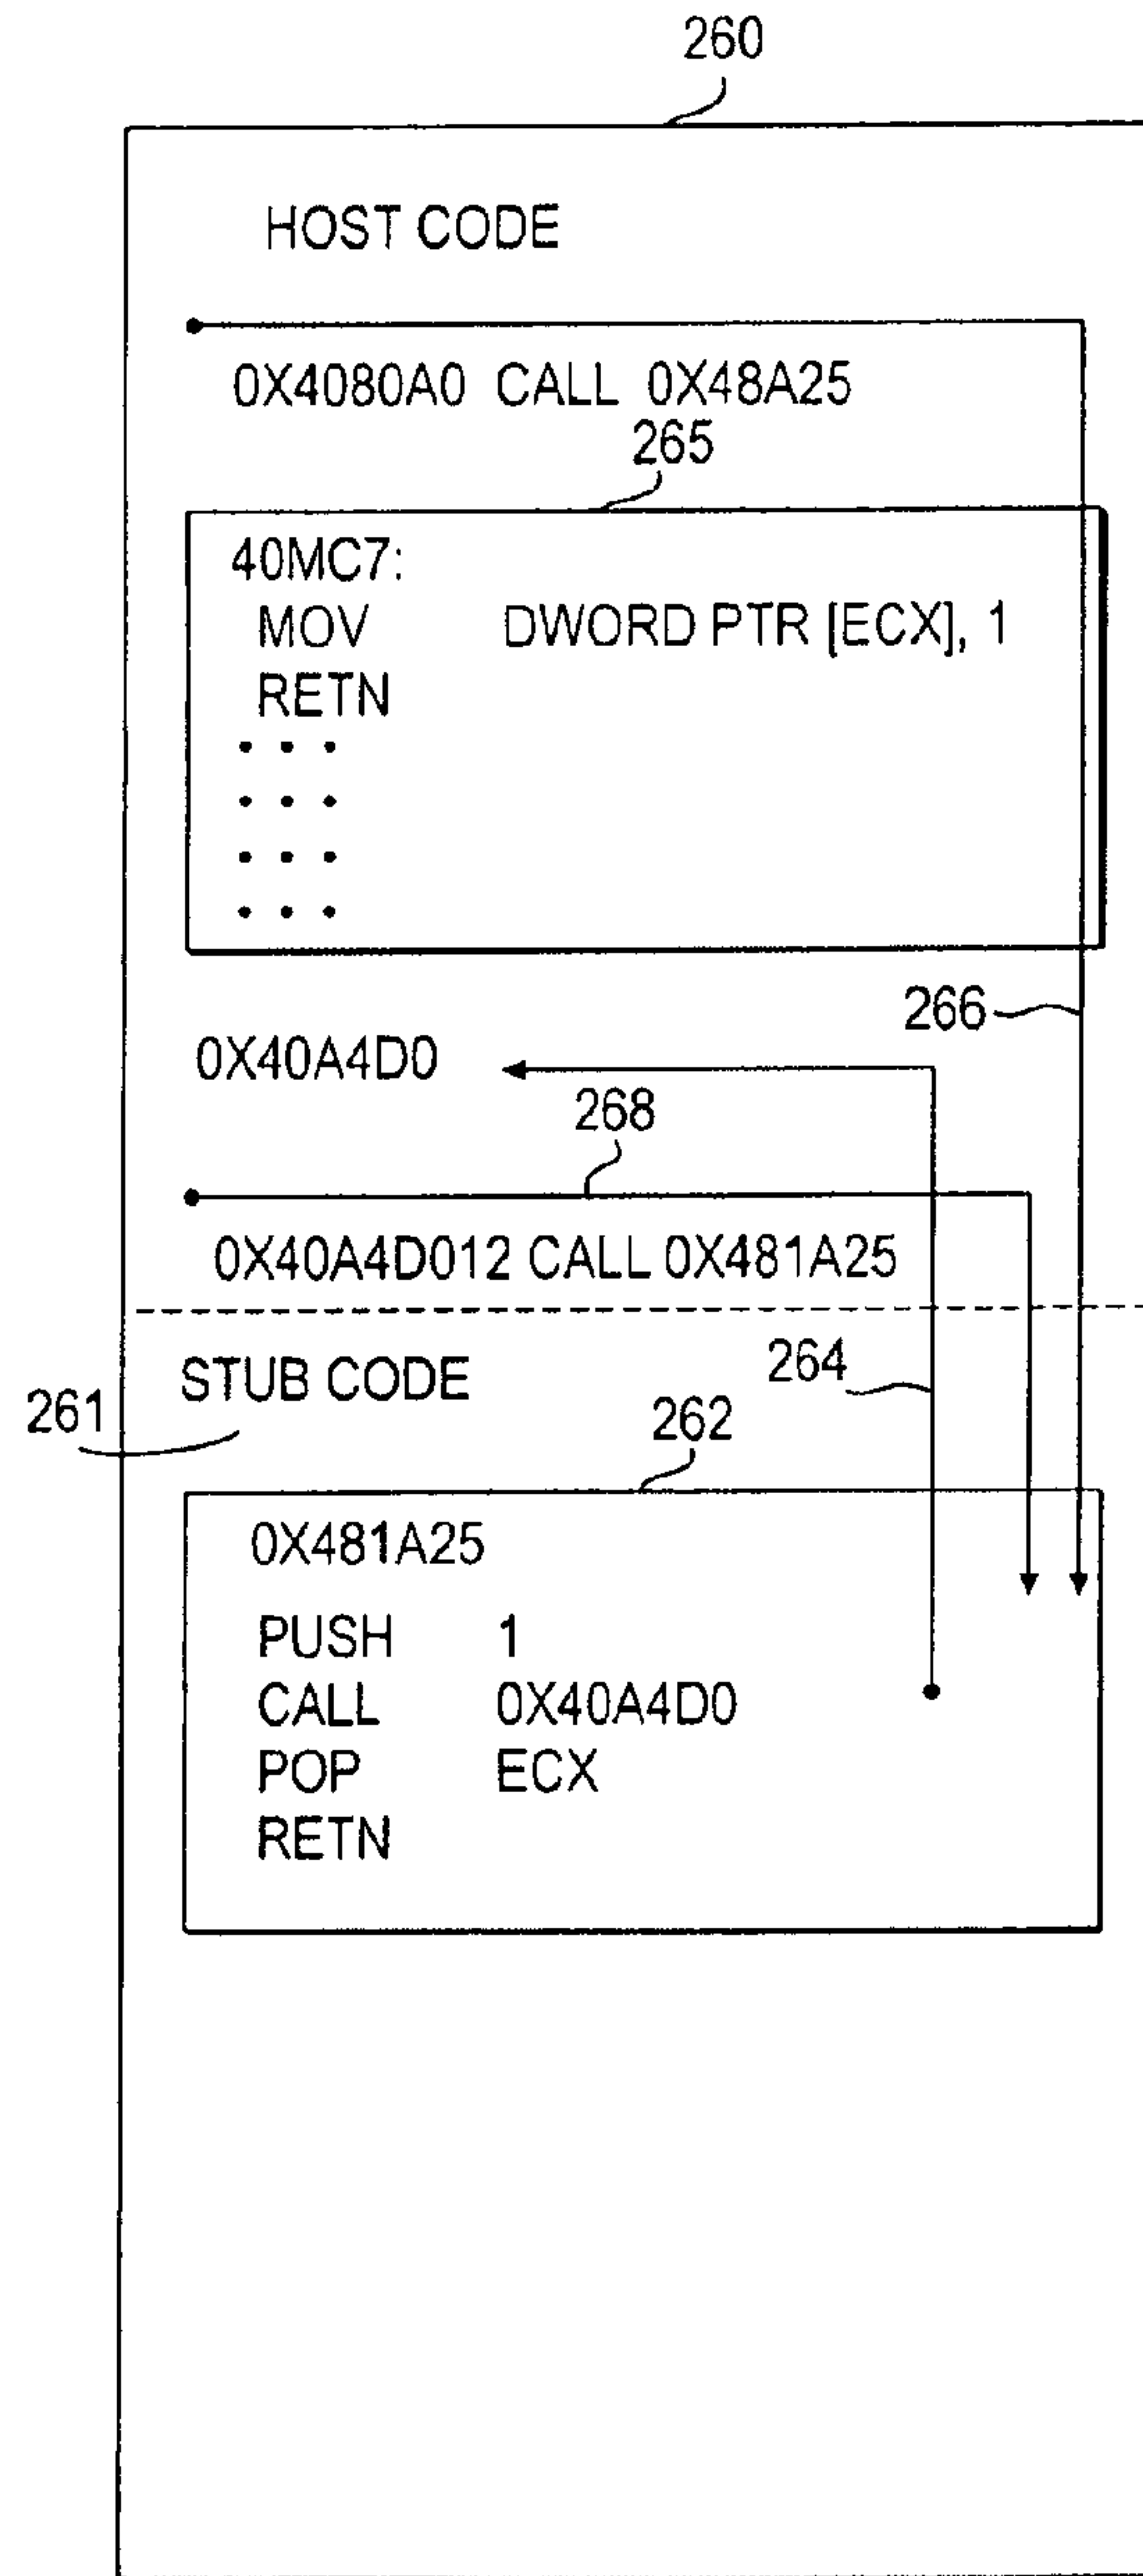 260
HOST CODE
0X4080A0 CALL 0X48A25
265
40MC7:
MOV DWORD PTR [ECX], 1
RETN
266
0X40A4D0
268
0X40A4D012 CALL 0X481A25
STUB CODE
264
261
262
0X481A25
PUSH 1
CALL 0X40A4D0
POP ECX
RETN